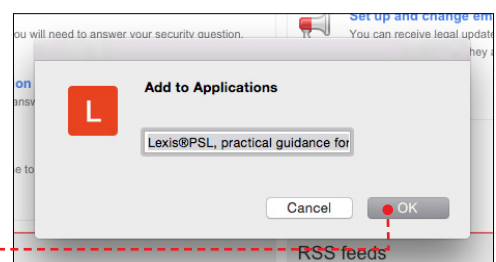 Set up and change em
ou will need to answer your security question.
You can receive legal update
hey a
on
answ
Add to Applications
L
Lexis®PSL, practical guidance for
e to
Cancel
OK
RSS feeds